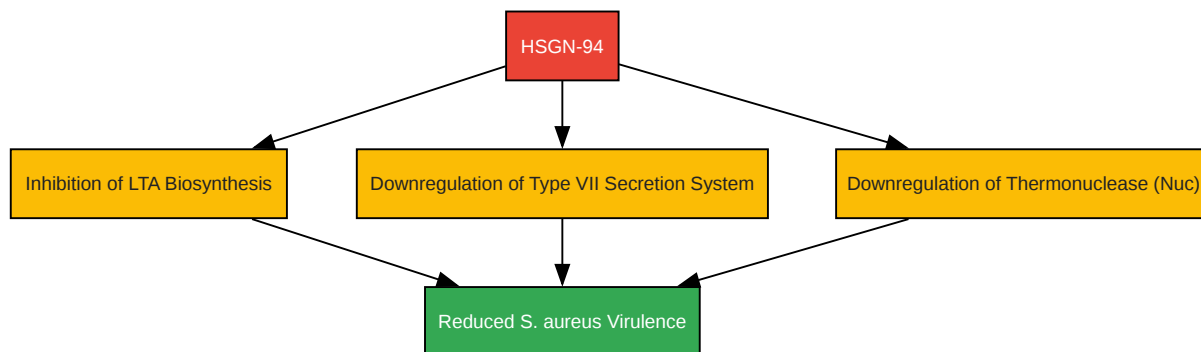 HSGN-94
Inhibition of LTA Biosynthesis
Downregulation of Type VII Secretion System
Downregulation of Thermonuclease (Nuc)
Reduced S. aureus Virulence